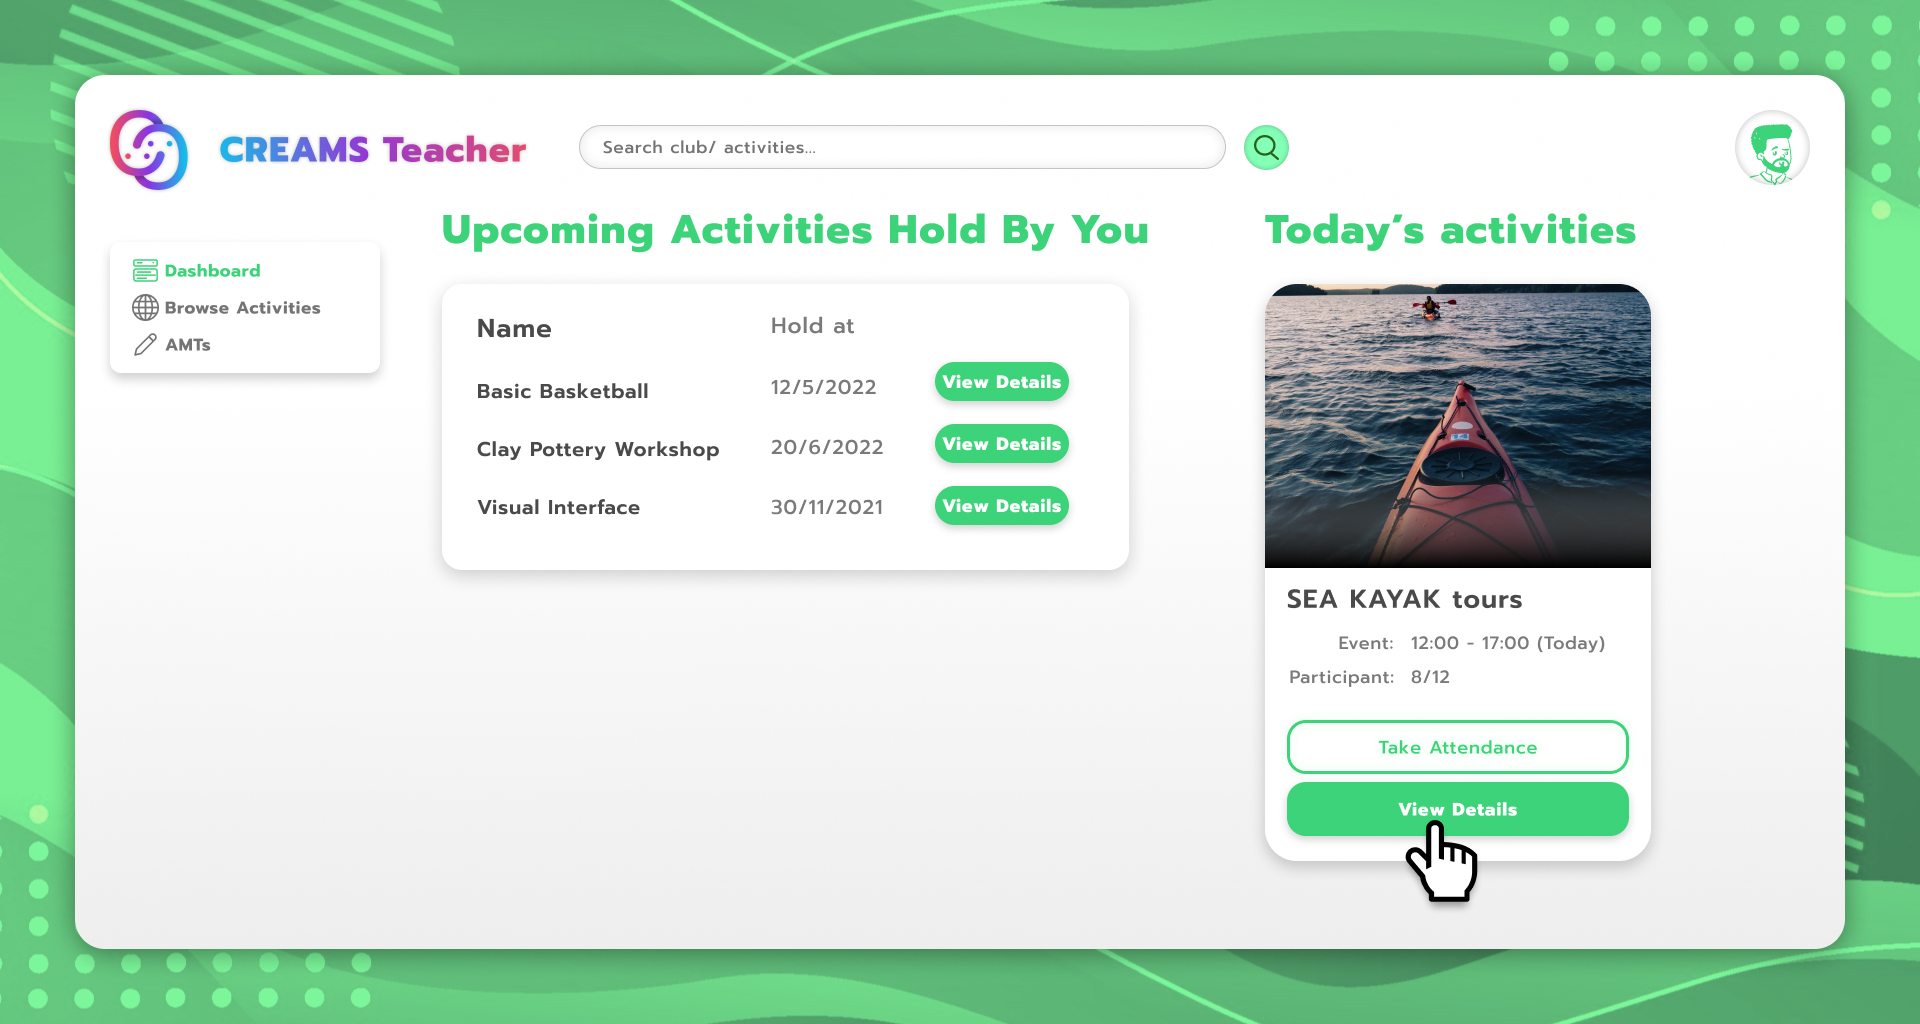 CREAMS Teacher
Search club/ activities...
Dashboard
Browse Activities
AMTs
Upcoming Activities Hold By You
Name Hold at
Basic Basketball 12/5/2022 View Details
Clay Pottery Workshop 20/6/2022 View Details
Visual Interface 30/11/2021 View Details
Today’s activities
SEA KAYAK tours
Event: 12:00 - 17:00 (Today)
Participant: 8/12
Take Attendance
View Details